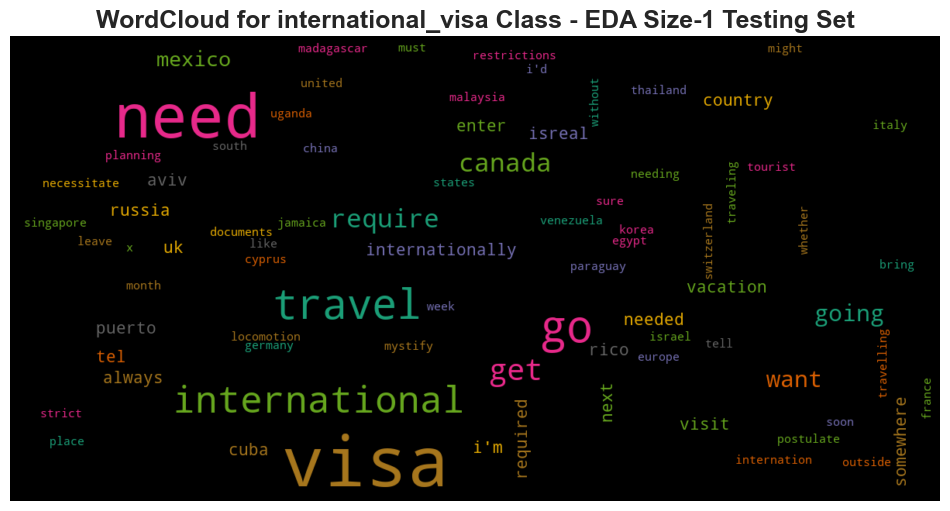 WordCloud for international_visa Class - EDA Size-1 Testing Set
madagascar must might
mexico restrictions
i'd
united thailand
need malaysia without country
uganda
enter isreal italy
planning south china
canada tourist
necessitate aviv states needing traveling
sure
russia require
singapore jamaica venezuela korea
documents switzerland whether
leave x uk like internationally egypt
cyprus paraguay bring
month vacation
travel week
puerto go needed going
locomotion israel
tel germany mystify rico europe tell travelling
always get want
international next france
strict required visit soon somewhere
place postulate
cuba visa i'm internation outside